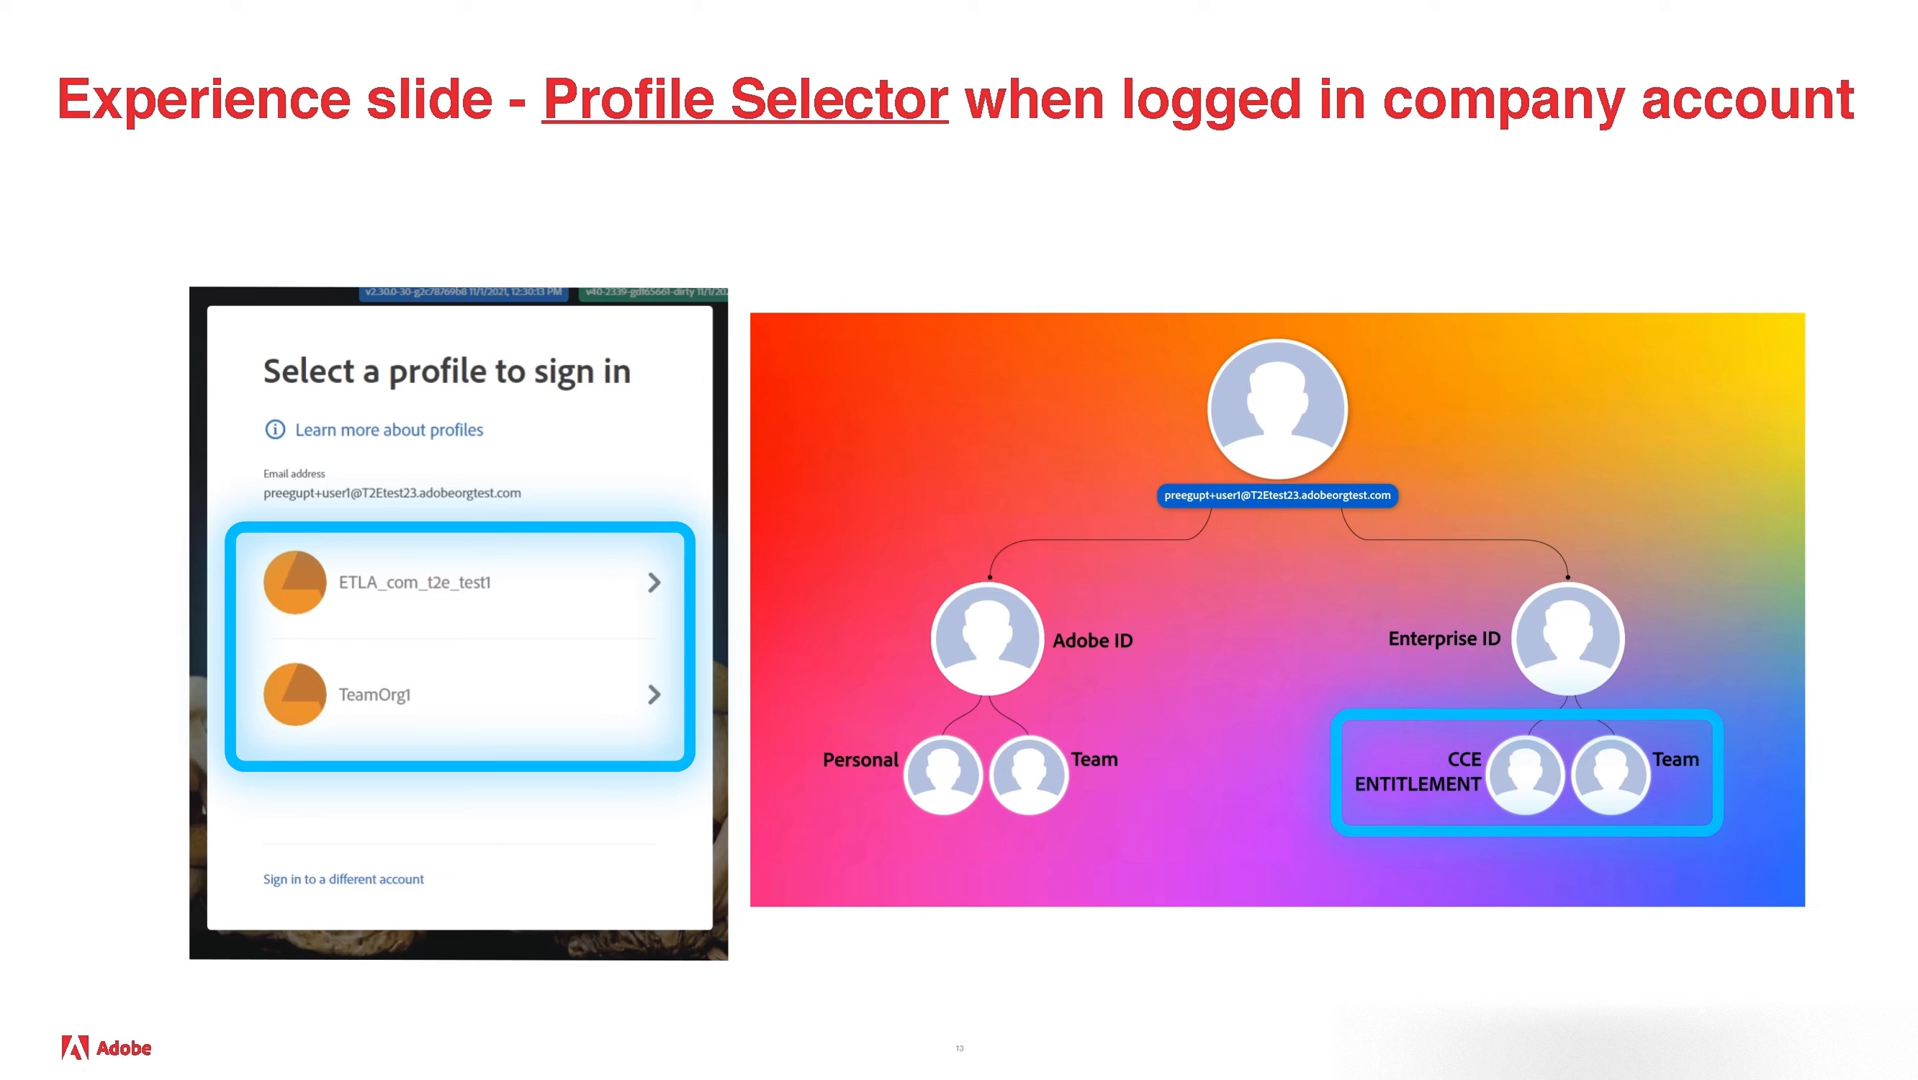 Experience slide - Profile Selector when logged in company account
v2.30.0-30-g2c78769b8 11/1/2021, 12:30:13 PM
Select a profile to sign in
Learn more about profiles
Email address
preegupt+user1@T2Etest23.adobeorgtest.com
ETLA_com_t2e_test1
TeamOrg1
Sign in to a different account
preegupt+user1@T2Etest23.adobeorgtest.com
Adobe ID
Enterprise ID
Personal
Team
CCE
ENTITLEMENT
Team
Adobe
13